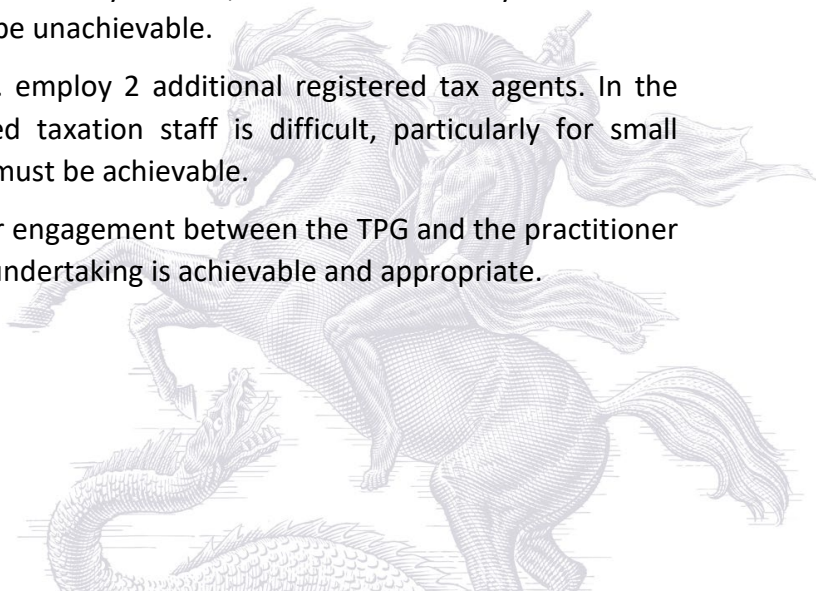 be unachievable.
. employ 2 additional registered tax agents. In the
ed taxation staff is difficult, particularly for small
must be achievable.
r engagement between the TPG and the practitioner
undertaking is achievable and appropriate.